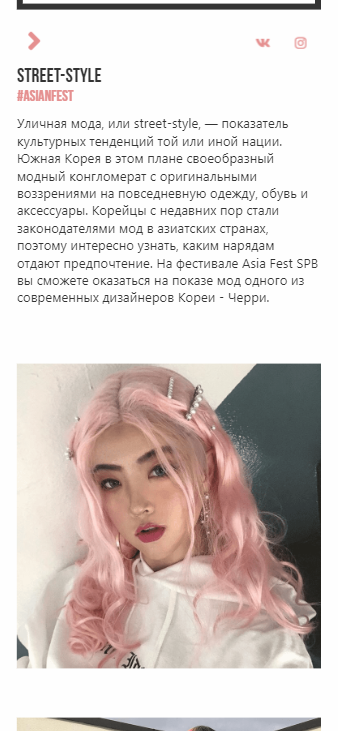 STREET-STYLE
#ASIANFEST
Уличная мода, или street-style, — показатель
культурных тенденций той или иной нации.
Южная Корея в этом плане своеобразный
модный конгломерат с оригинальными
воззрениями на повседневную одежду, обувь и
аксессуары. Корейцы с недавних пор стали
законодателями мод в азиатских странах,
поэтому интересно узнать, каким нарядам
отдают предпочтение. На фестивале Asia Fest SPB
вы сможете оказаться на показе мод одного из
современных дизайнеров Кореи - Черри.